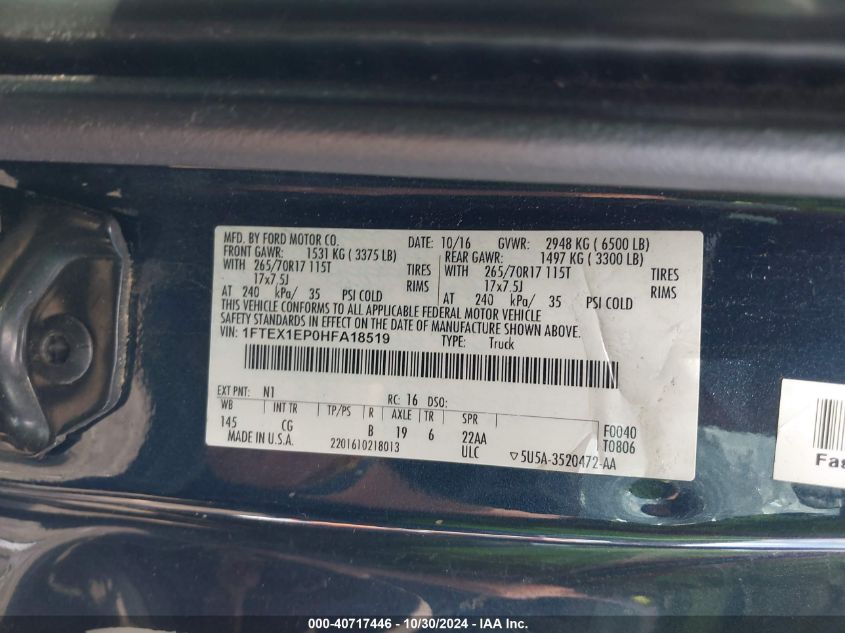 MFD. BY FORD MOTOR CO. DATE: 10/16 GVWR: 2948 KG ( 6500 LB)
FRONT GAWR: 1531 KG ( 3375 LB) REAR GAWR: 1497 KG ( 3300 LB)
WITH 265/70R17 115T TIRES WITH 265/70R17 115T TIRES
17x7.5J RIMS 17x7.5J RIMS
AT 240 kPa/ 35 PSI COLD AT 240 kPa/ 35 PSI COLD
THIS VEHICLE CONFORMS TO ALL APPLICABLE FEDERAL MOTOR VEHICLE
SAFETY STANDARDS IN EFFECT ON THE DATE OF MANUFACTURE SHOWN ABOVE.
VIN: 1FTEX1EP0HFA18519 TYPE: Truck
EXT PNT: N1 RC: 16 DSO:
WB INT TR TP/PS R AXLE TR SPR
145 CG B 19 6 22AA F0040
MADE IN U.S.A. 2201610218013 ULC T0806
▽5U5A-3520472-AA
Fa
000-40717446 - 10/30/2024 - IAA, Inc.